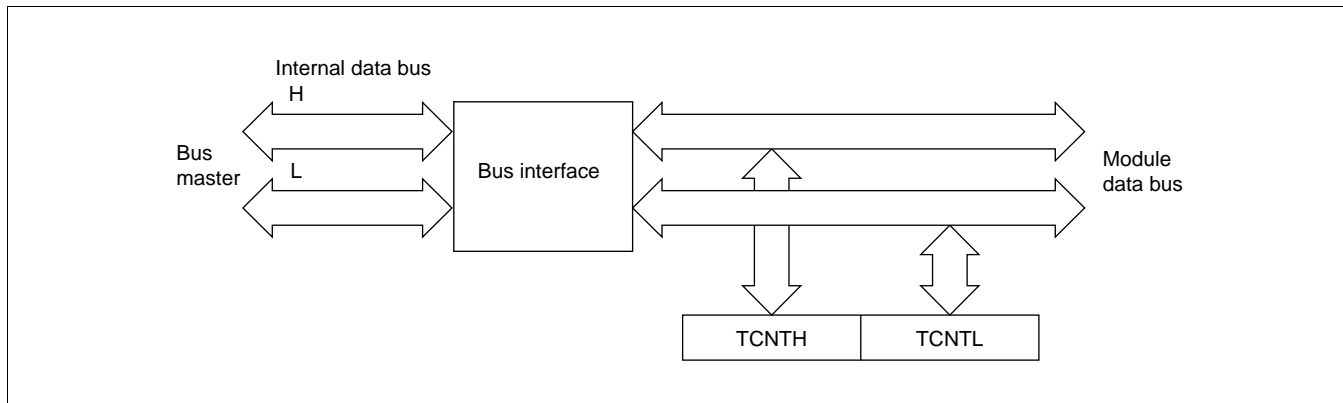 Internal data bus
H
Bus
master
L
Bus interface
Module
data bus
TCNTH
TCNTL